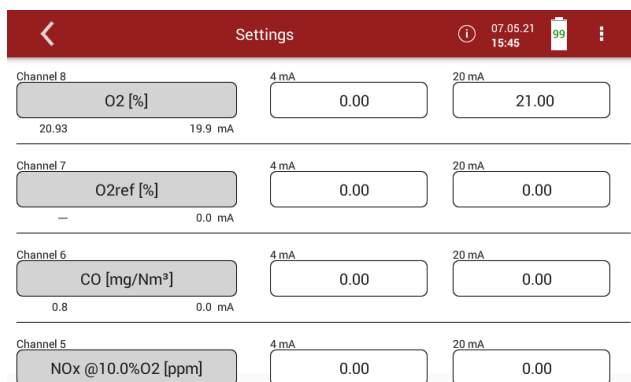 Settings
07.05.21
15:45
99
Channel 8 4 mA 20 mA
O2 [%] 0.00 21.00
20.93 19.9 mA
Channel 7 4 mA 20 mA
O2ref [%] 0.00 0.00
— 0.0 mA
Channel 6 4 mA 20 mA
CO [mg/Nm³] 0.00 0.00
0.8 0.0 mA
Channel 5 4 mA 20 mA
NOx @10.0%O2 [ppm] 0.00 0.00